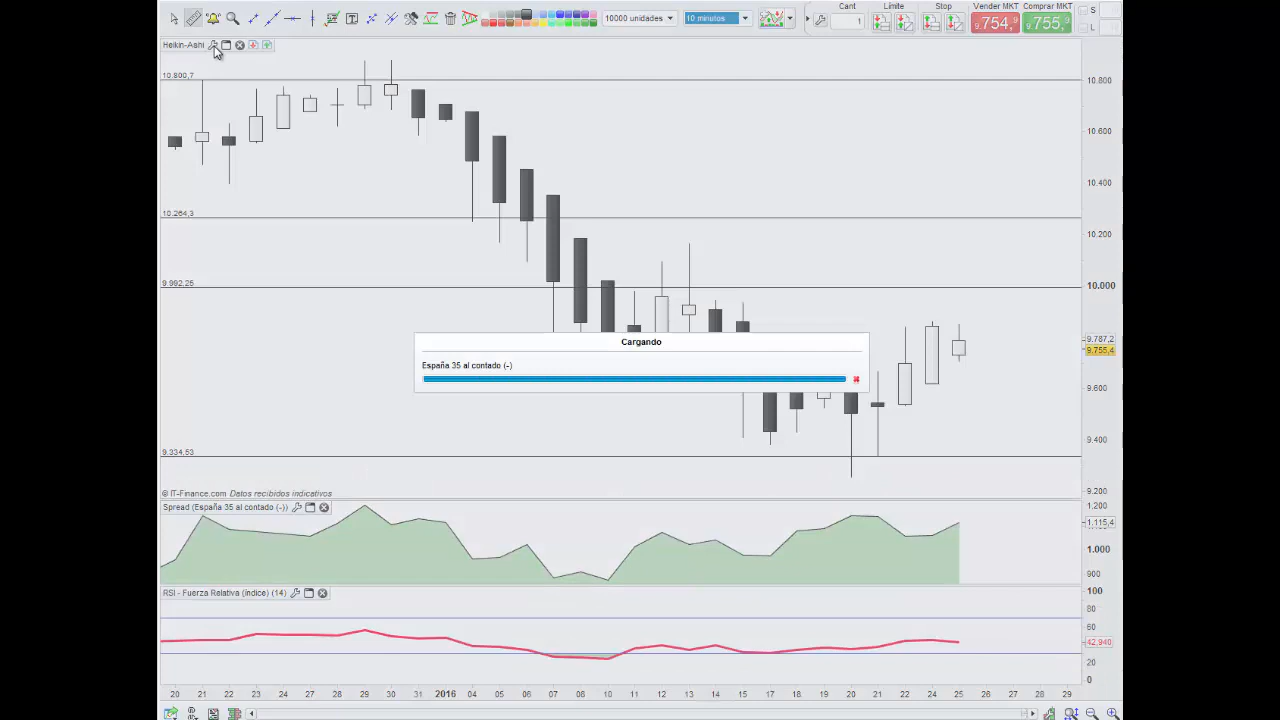 10000 unidades
10 minutos
Cant
1
Límite
Stop
Vender MKT
9.754,9
Comprar MKT
9.755,9
S
L
Heikin-Ashi
10.800,7
10.264,3
9.992,25
9.334,53
10.800
10.600
10.400
10.200
10.000
9.787,2
9.755,4
9.600
9.400
9.200
Cargando
España 35 al contado (-)
© IT-Finance.com Datos recibidos indicativos
Spread (España 35 al contado (-))
1.200
1.115,4
1.000
900
RSI - Fuerza Relativa (índice) (14)
100
80
60
42,940
20
0
20 21 22 23 24 27 28 29 30 31 2016 04 05 06 07 08 10 11 12 13 14 15 17 18 19 20 21 22 24 25 26 27 28 29